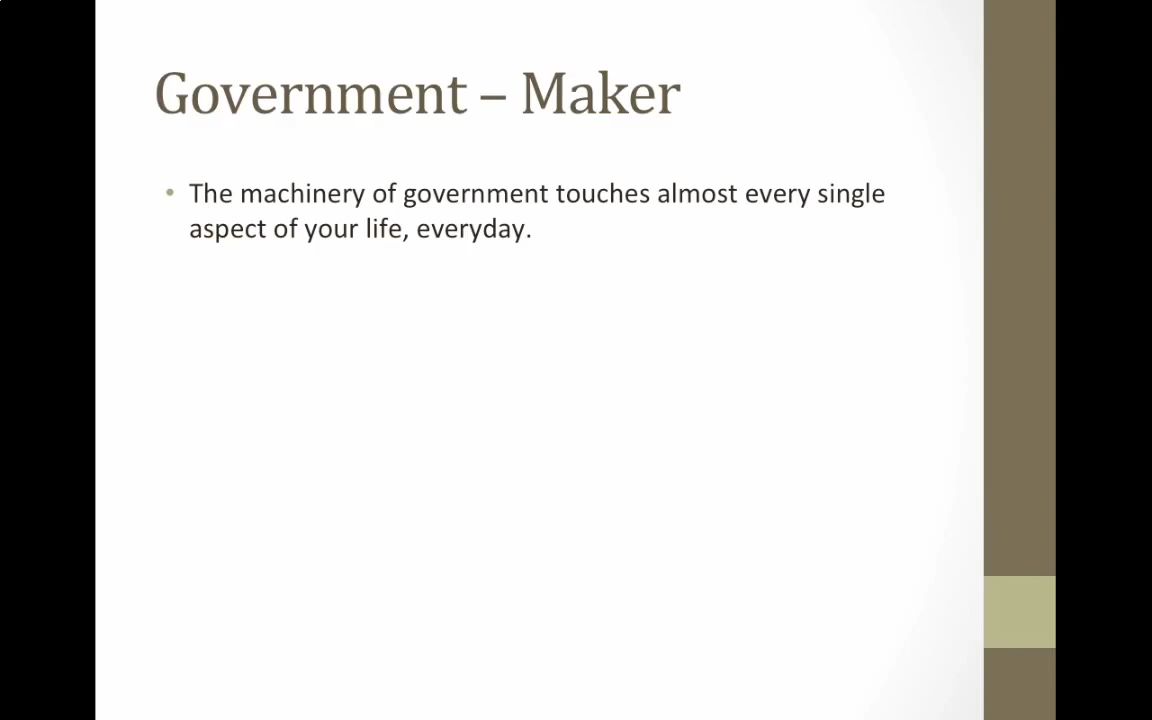 Government – Maker
• The machinery of government touches almost every single
aspect of your life, everyday.